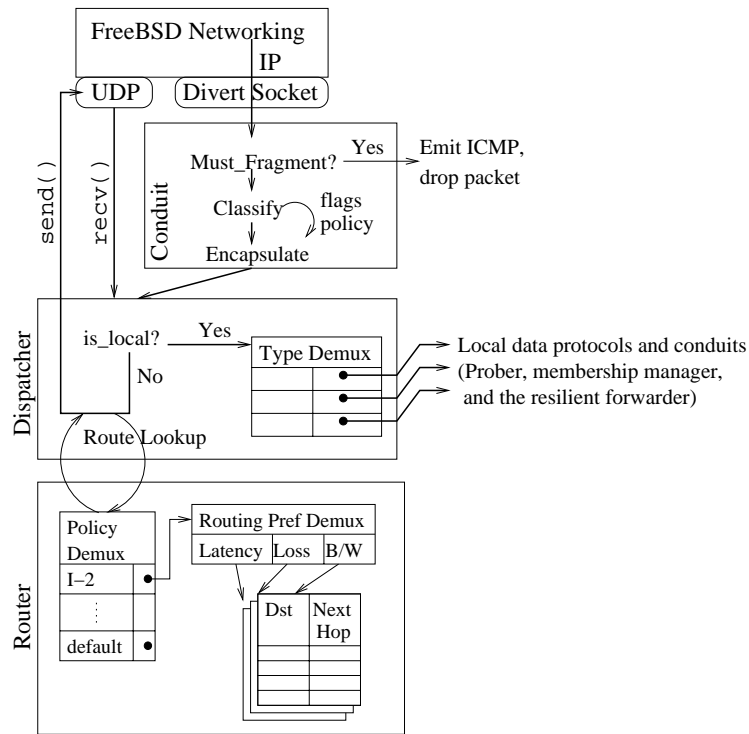 FreeBSD Networking
IP
UDP
Divert Socket
send()
recv()
Conduit
Must_Fragment?
Yes
Emit ICMP,
drop packet
Classify
flags
policy
Encapsulate
Dispatcher
is_local?
Yes
No
Type Demux
Local data protocols and conduits
(Prober, membership manager,
and the resilient forwarder)
Route Lookup
Router
Policy
Demux
I–2
default
Routing Pref Demux
Latency
Loss
B/W
Dst
Next
Hop